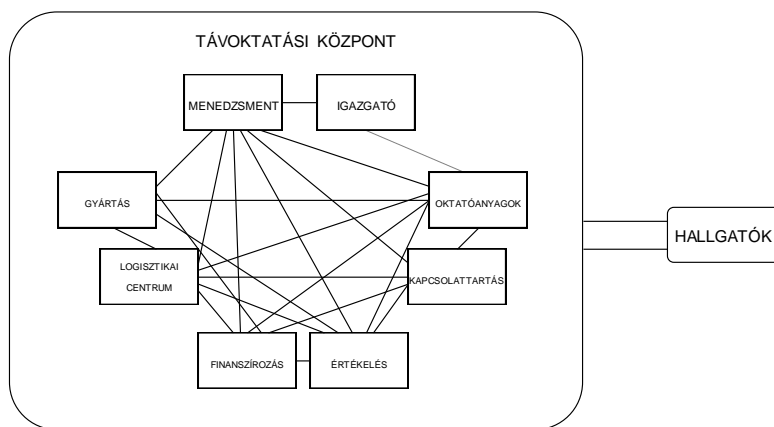 TÁVOKTATÁSI KÖZPONT
MENEDZSMENT
IGAZGATÓ
GYÁRTÁS
OKTATÓANYAGOK
HALLGATÓK
LOGISZTIKAI
CENTRUM
KAPCSOLATTARTÁS
FINANSZÍROZÁS
ÉRTÉKELÉS